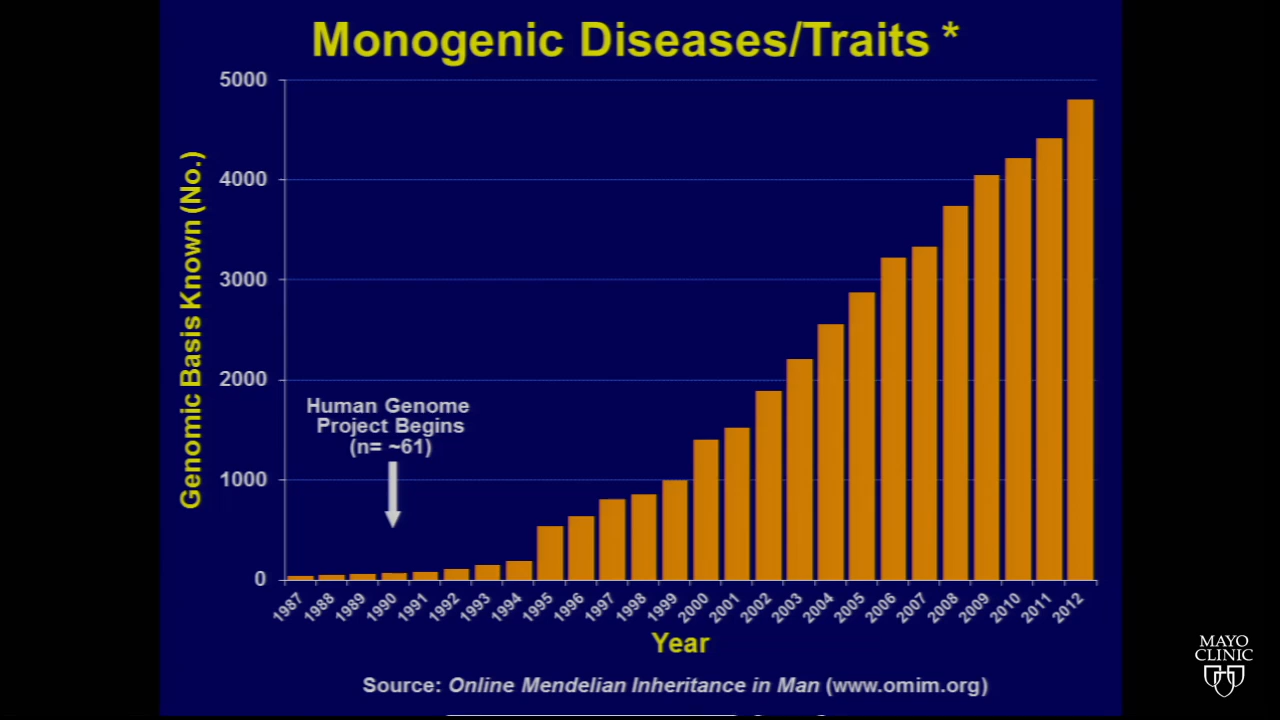 Monogenic Diseases/Traits *
Genomic Basis Known (No.)
5000
4000
3000
2000
1000
0
Human Genome
Project Begins
(n= ~61)
1987 1988 1989 1990 1991 1992 1993 1994 1995 1996 1997 1998 1999 2000 2001 2002 2003 2004 2005 2006 2007 2008 2009 2010 2011 2012
Year
Source: Online Mendelian Inheritance in Man (www.omim.org)
MAYO
CLINIC